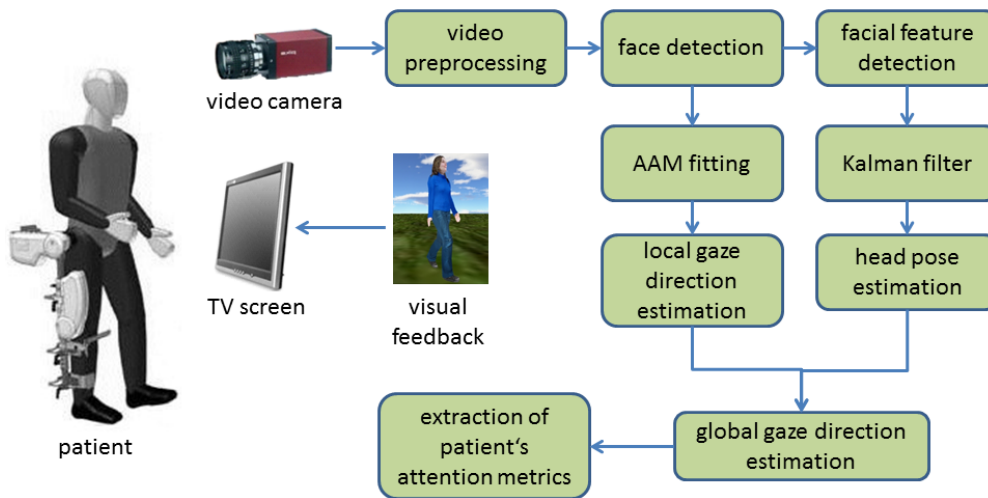 video
preprocessing
face detection
facial feature
detection
video camera
AAM fitting
Kalman filter
local gaze
direction
estimation
head pose
estimation
TV screen
visual
feedback
extraction of
patient‘s
attention metrics
global gaze direction
estimation
patient